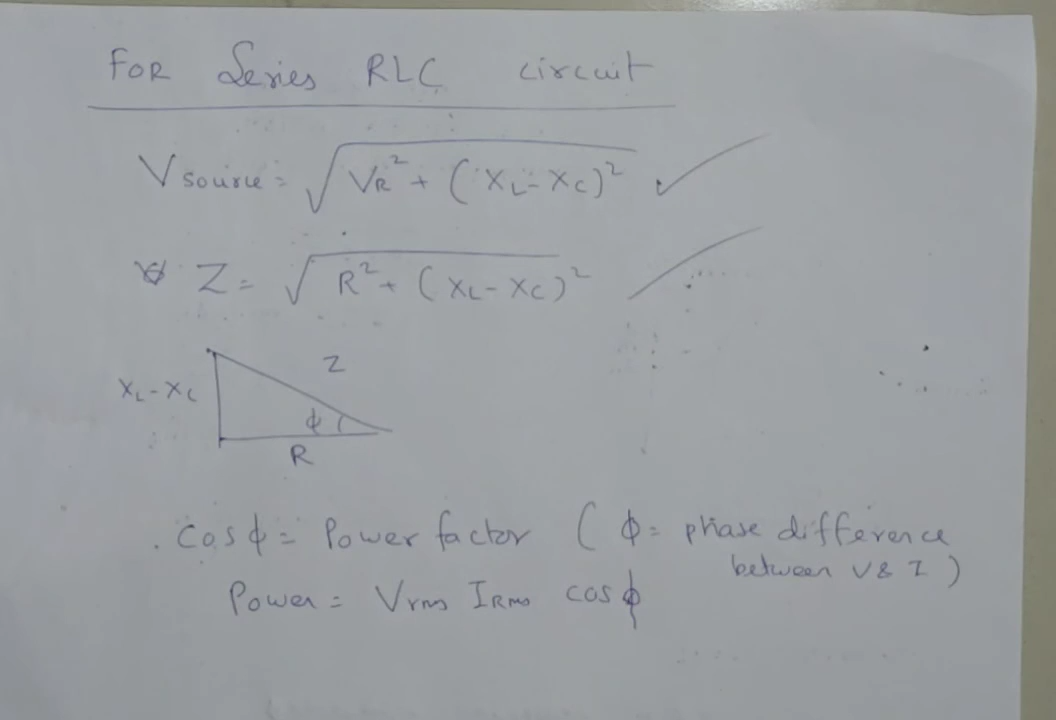 FOR Series RLC circuit
V source = √(VR² + (XL - XC)²) ✓
∀ Z = √(R² + (XL - XC)²)
Z
XL - XC
ϕ
R
. Cos ϕ = Power factor ( ϕ = phase difference
between V & I )
Power = Vrms IRms cos ϕ